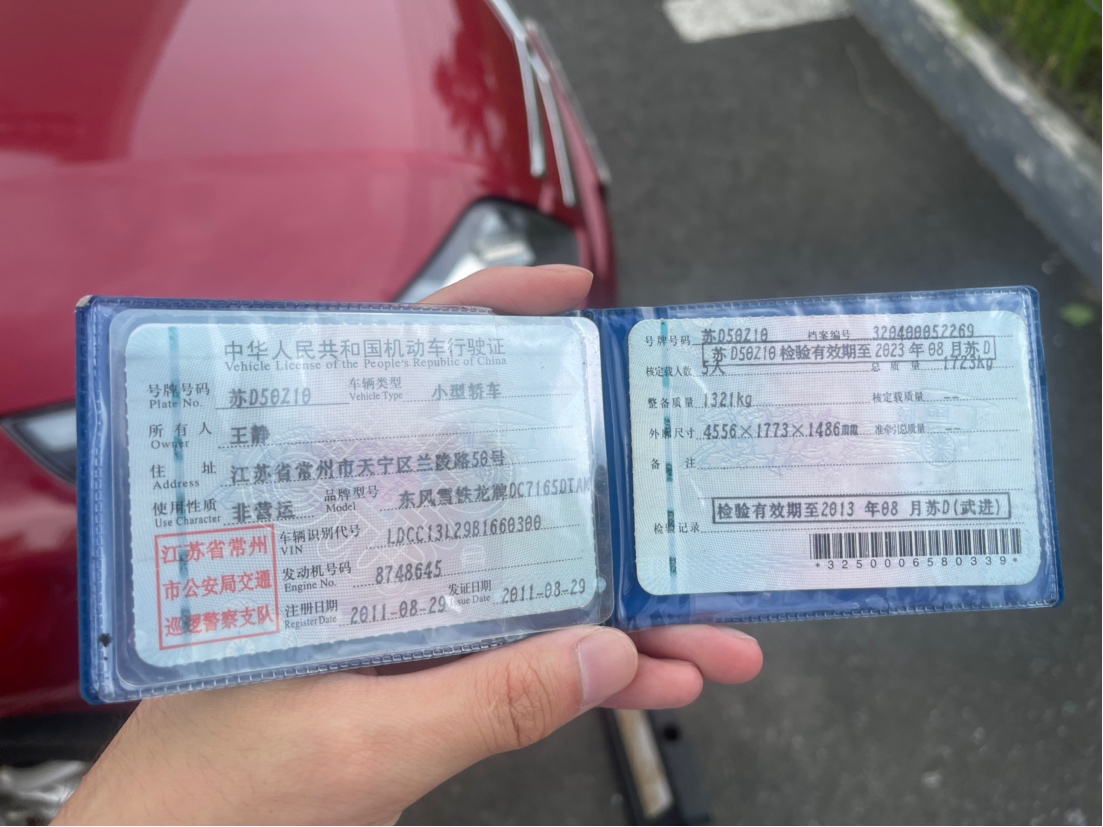 中华人民共和国机动车行驶证
Vehicle License of the People's Republic of China
号牌号码 苏D50Z10 车辆类型 小型轿车
Plate No. Vehicle Type
所有人 王静
Owner
住址 江苏省常州市天宁区兰陵路50号
Address
使用性质 非营运 品牌型号 东风雪铁龙牌DC7165DTAM
Use Character Model
江苏省常州
市公安局交通
巡逻警察支队
车辆识别代号 LDCC13L29B1660300
VIN
发动机号码 8748645
Engine No.
注册日期 2011-08-29 发证日期 2011-08-29
Register Date Issue Date
号牌号码 苏D50Z10 档案编号 320400052269
苏D50Z10 检验有效期至 2023 年 08 月苏 D
核定载人数 5人 总质量 1723kg
整备质量 1321kg 核定载质量 --
外廓尺寸 4556×1773×1486 准牵引总质量 --
备注
检验记录 检验有效期至2013 年08 月苏D(武进)
*3250006580339*